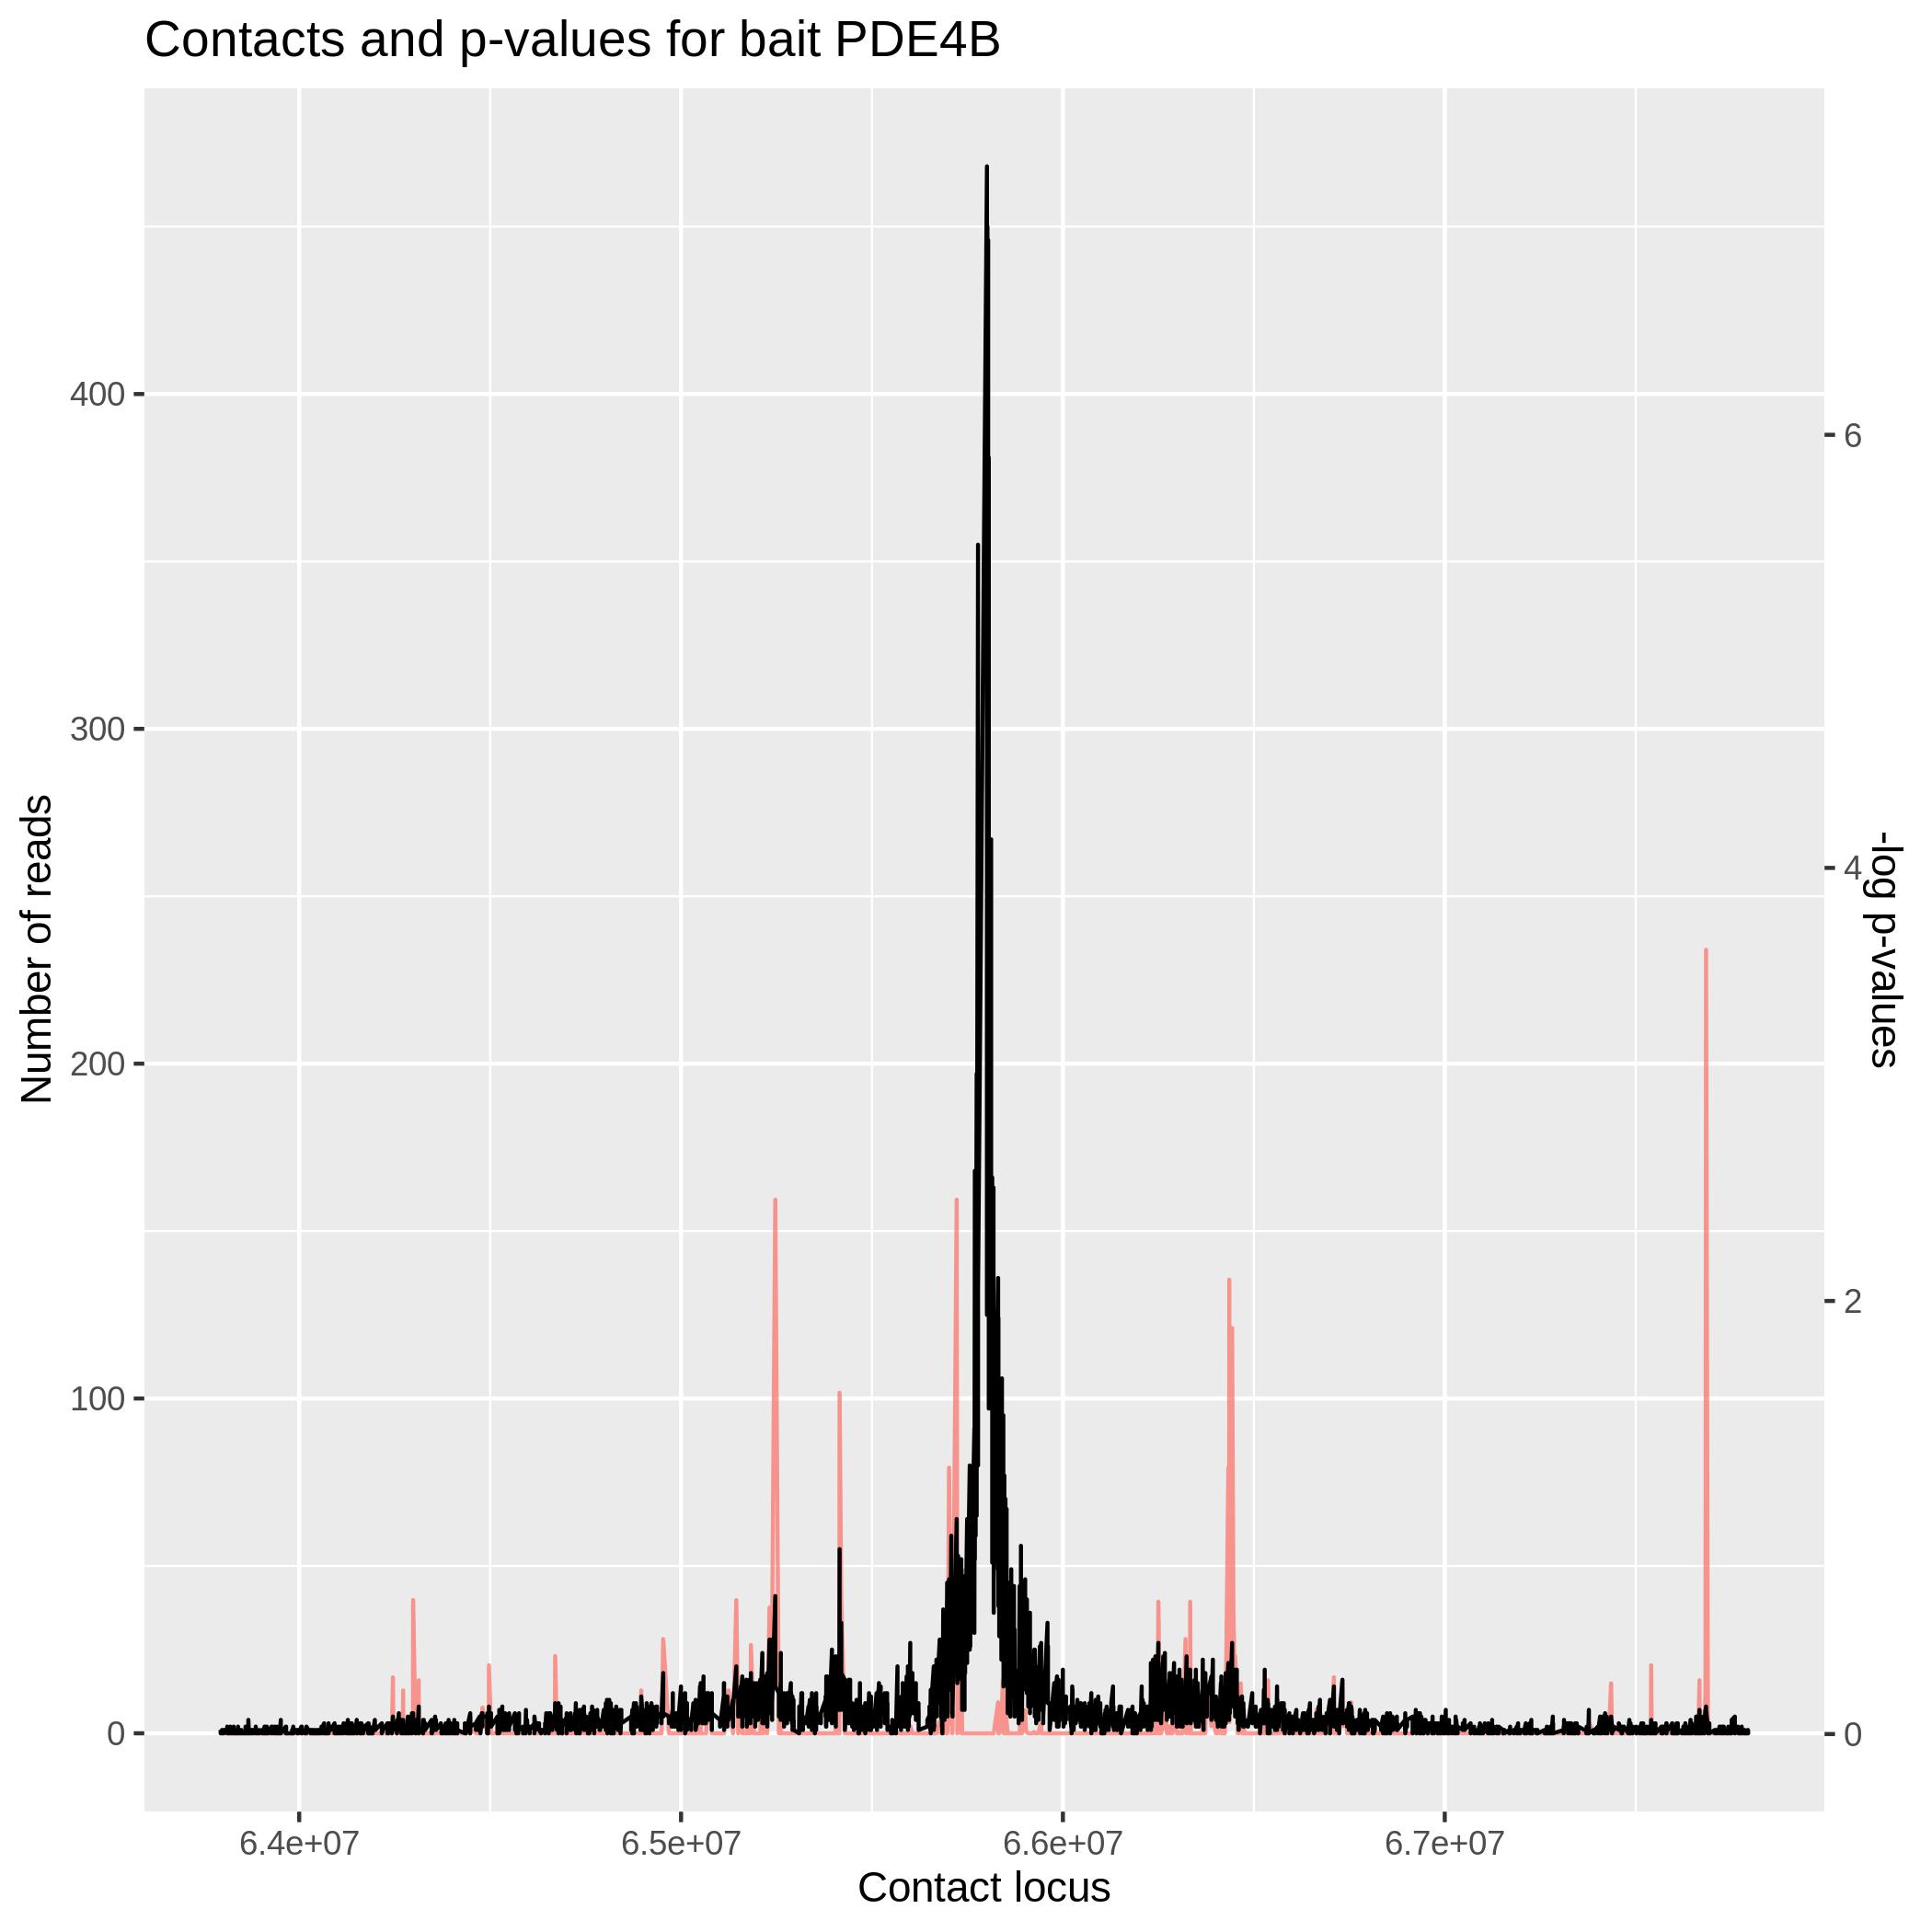 Contacts and p-values for bait PDE4B
Number of reads
400
300
200
100
0
6
4
2
0
-log p-values
6.4e+07
6.5e+07
6.6e+07
6.7e+07
Contact locus